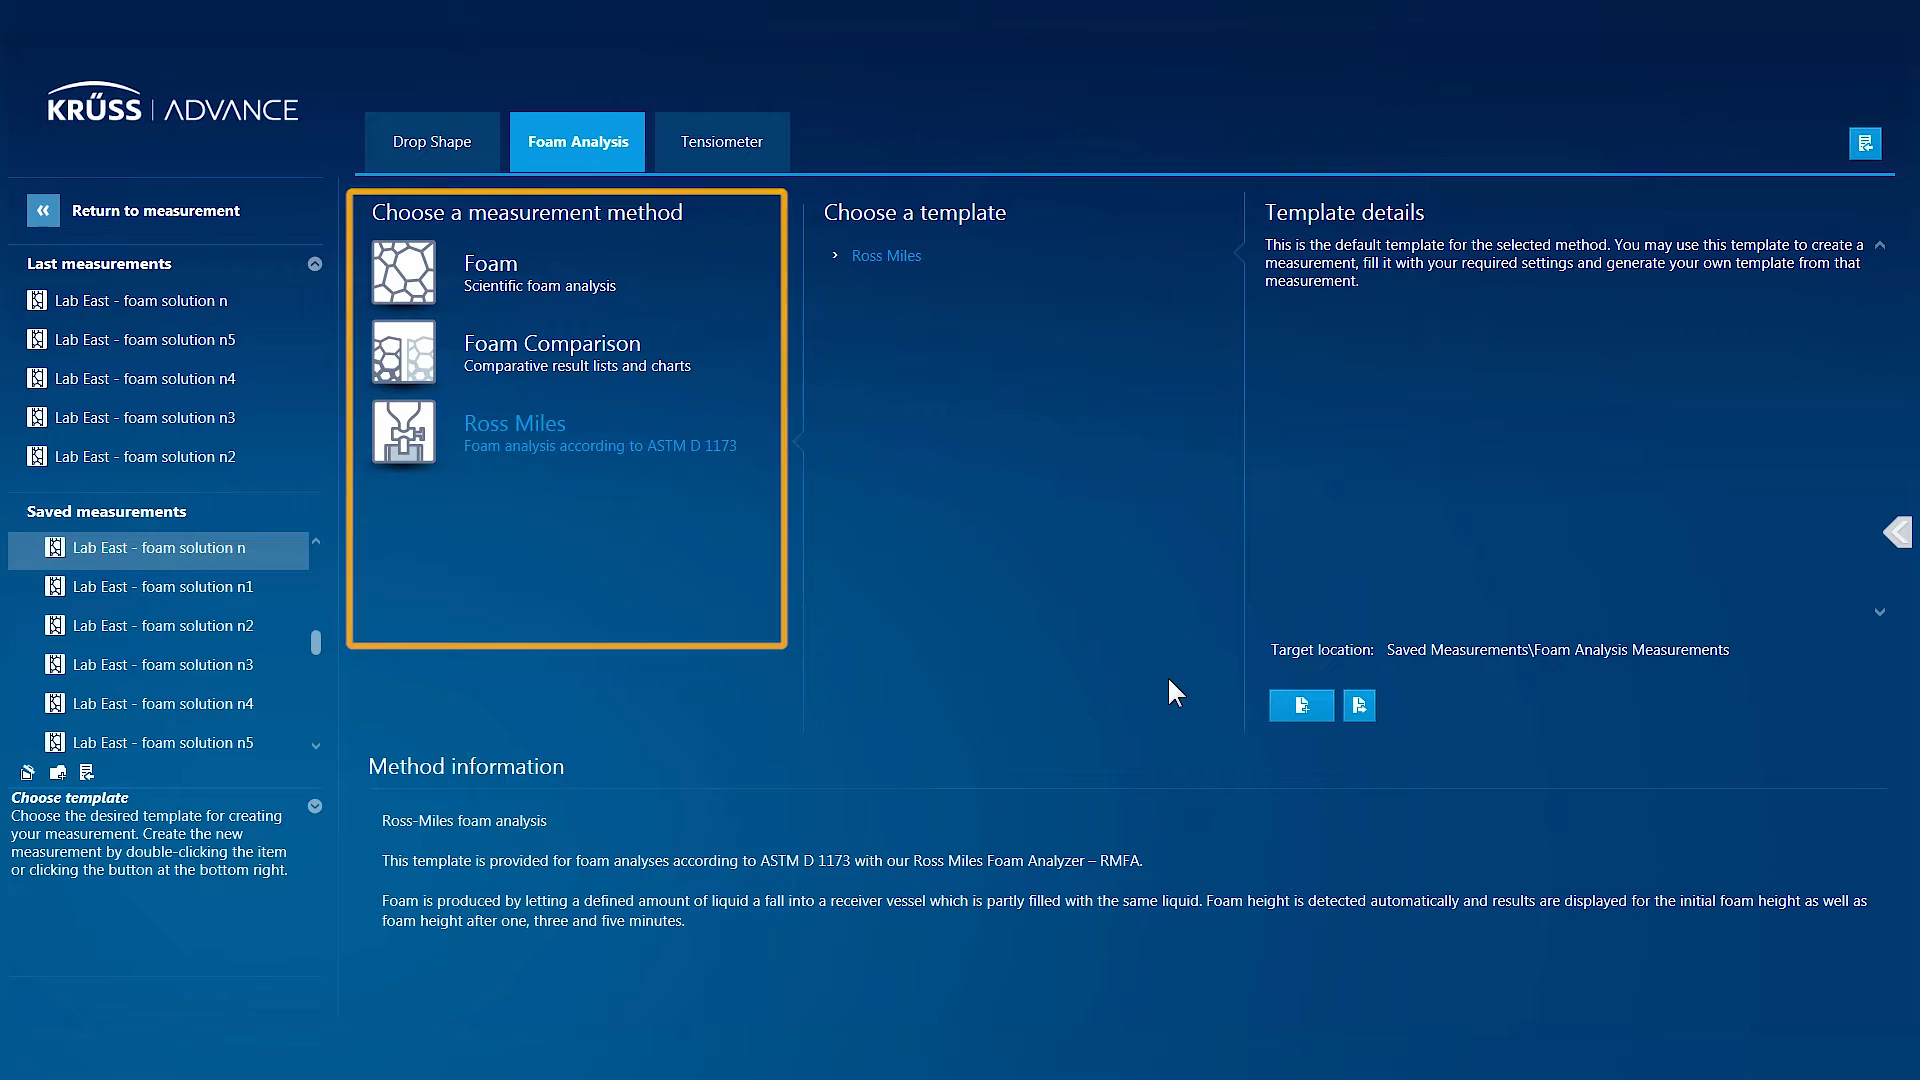 KRÜSS | ADVANCE
Drop Shape
Foam Analysis
Tensiometer
Return to measurement
Last measurements
Lab East - foam solution n
Lab East - foam solution n5
Lab East - foam solution n4
Lab East - foam solution n3
Lab East - foam solution n2
Saved measurements
Lab East - foam solution n
Lab East - foam solution n1
Lab East - foam solution n2
Lab East - foam solution n3
Lab East - foam solution n4
Lab East - foam solution n5
Choose template
Choose the desired template for creating
your measurement. Create the new
measurement by double-clicking the item
or clicking the button at the bottom right.
Choose a measurement method
Foam
Scientific foam analysis
Foam Comparison
Comparative result lists and charts
Ross Miles
Foam analysis according to ASTM D 1173
Choose a template
Ross Miles
Template details
This is the default template for the selected method. You may use this template to create a
measurement, fill it with your required settings and generate your own template from that
measurement.
Target location: Saved Measurements\Foam Analysis Measurements
Method information
Ross-Miles foam analysis
This template is provided for foam analyses according to ASTM D 1173 with our Ross Miles Foam Analyzer – RMFA.
Foam is produced by letting a defined amount of liquid a fall into a receiver vessel which is partly filled with the same liquid. Foam height is detected automatically and results are displayed for the initial foam height as well as
foam height after one, three and five minutes.